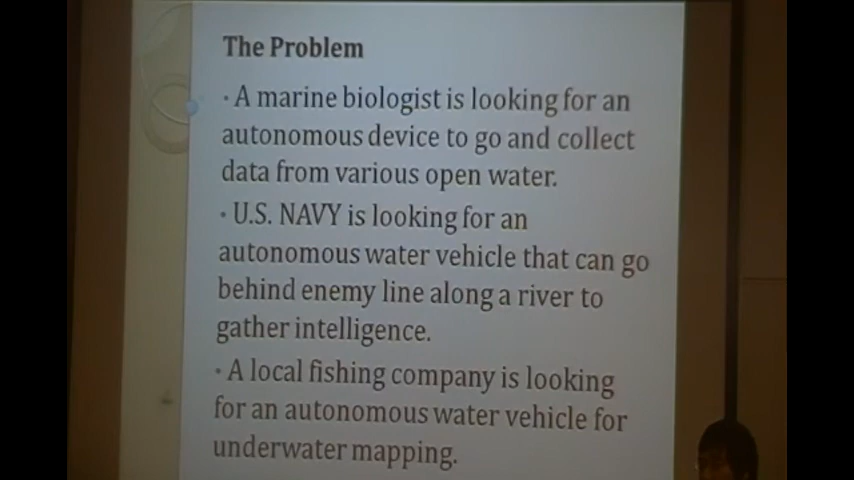 The Problem
· A marine biologist is looking for an
autonomous device to go and collect
data from various open water.
· U.S. NAVY is looking for an
autonomous water vehicle that can go
behind enemy line along a river to
gather intelligence.
· A local fishing company is looking
for an autonomous water vehicle for
underwater mapping.